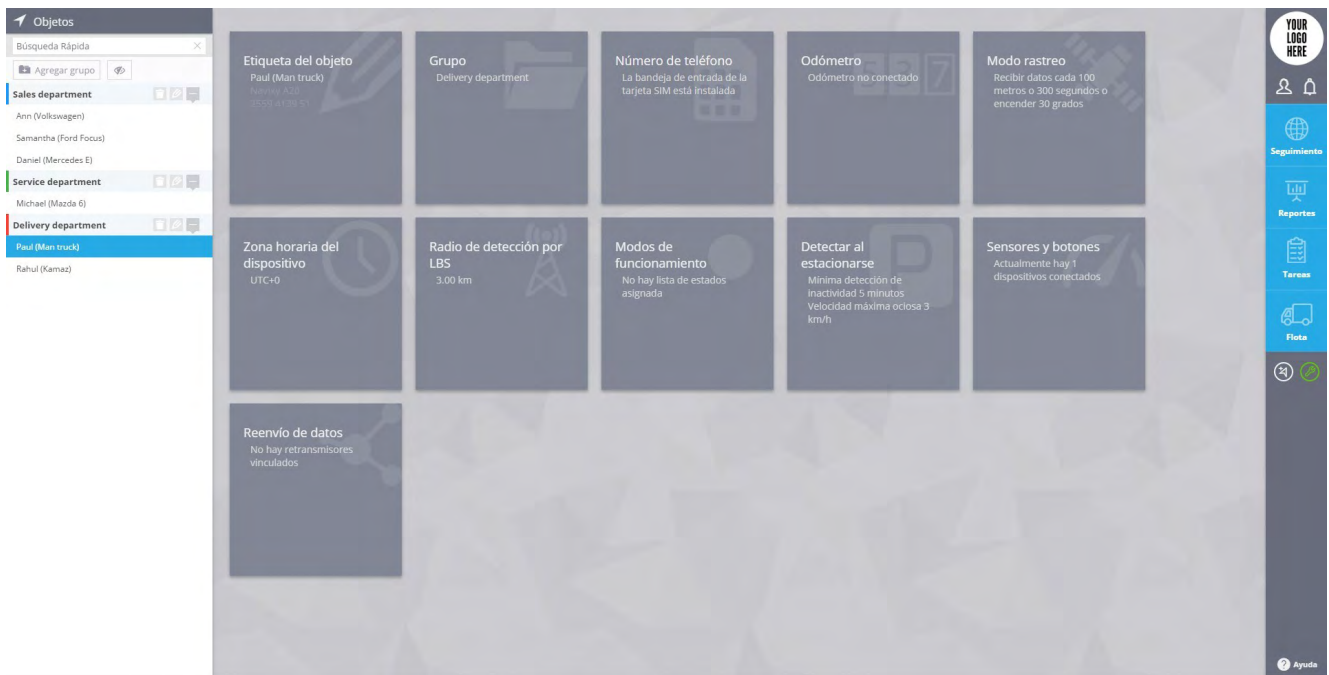 Objetos
Búsqueda Rápida
Agregar grupo
Sales department
Ann (Volkswagen)
Samantha (Ford Focus)
Daniel (Mercedes E)
Service department
Michael (Mazda 6)
Delivery department
Paul (Man truck)
Rahul (Kamaz)
Etiqueta del objeto
Paul (Man truck)
Grupo
Delivery department
Número de teléfono
La bandeja de entrada de la
tarjeta SIM está instalada
Odómetro
Odómetro no conectado
Modo rastreo
Recibir datos cada 100
metros o 300 segundos o
encender 30 grados
Zona horaria del
dispositivo
UTC+0
Radio de detección por
LBS
3.00 km
Modos de
funcionamiento
No hay lista de estados
asignada
Detectar al
estacionarse
Mínima detección de
inactividad 5 minutos
Velocidad máxima ociosa 3
km/h
Sensores y botones
Actualmente hay 1
dispositivos conectados
Reenvío de datos
No hay retransmisores
vinculados
YOUR
LOGO
HERE
Seguimiento
Reportes
Tareas
Flota
Ayuda